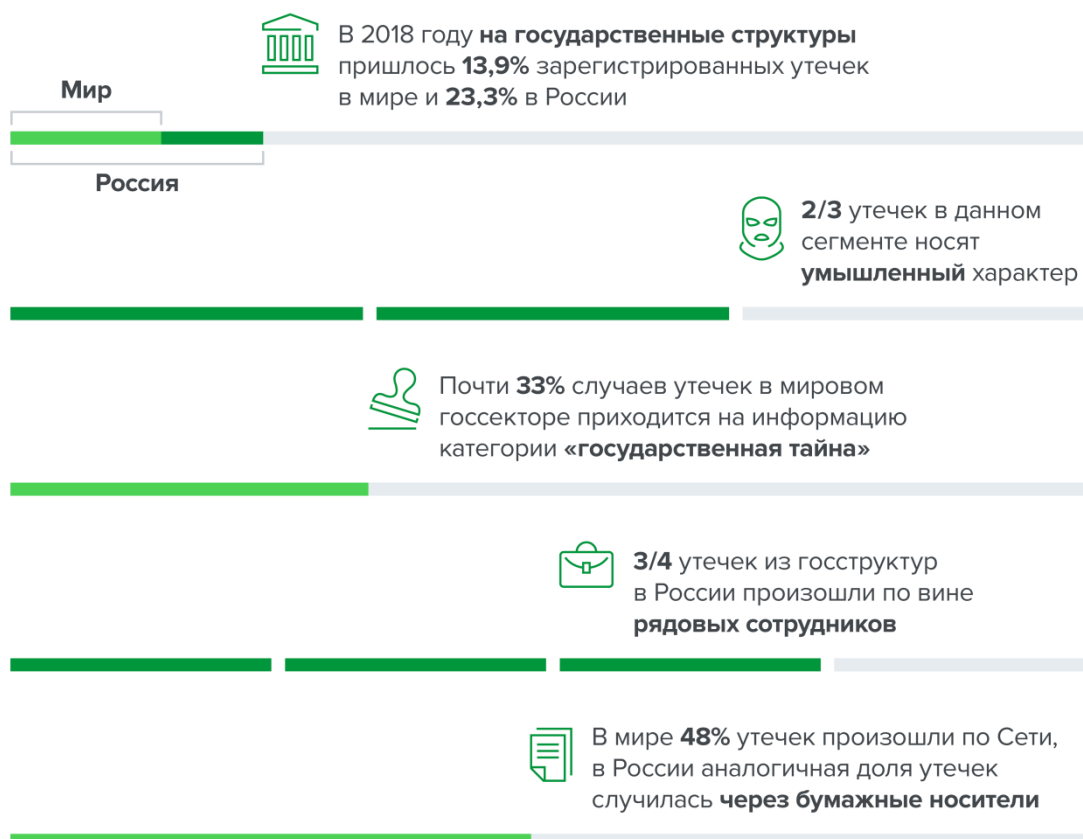 В 2018 году на государственные структуры
пришлось 13,9% зарегистрированных утечек
в мире и 23,3% в России
Мир
Россия
2/3 утечек в данном
сегменте носят
умышленный характер
Почти 33% случаев утечек в мировом
госсекторе приходится на информацию
категории «государственная тайна»
3/4 утечек из госструктур
в России произошли по вине
рядовых сотрудников
В мире 48% утечек произошли по Сети,
в России аналогичная доля утечек
случилась через бумажные носители